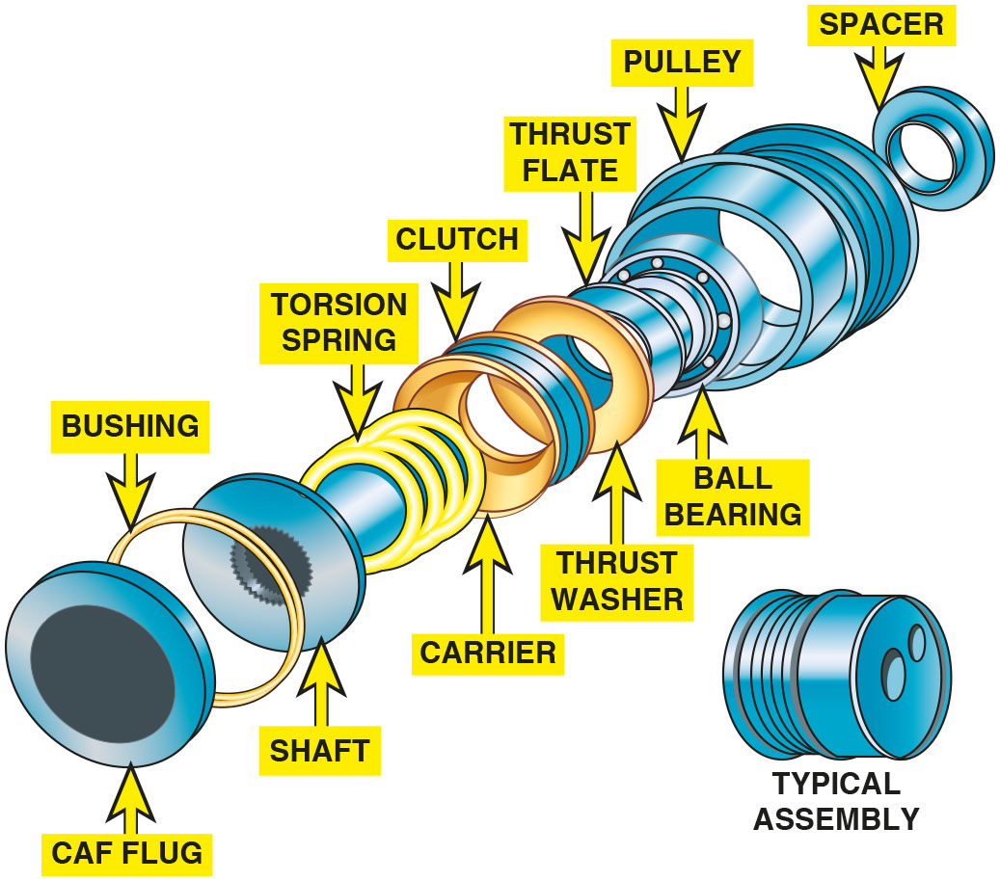 SPACER
PULLEY
THRUST
FLATE
CLUTCH
TORSION
SPRING
BUSHING
BALL
BEARING
THRUST
WASHER
CARRIER
SHAFT
CAF FLUG
TYPICAL
ASSEMBLY